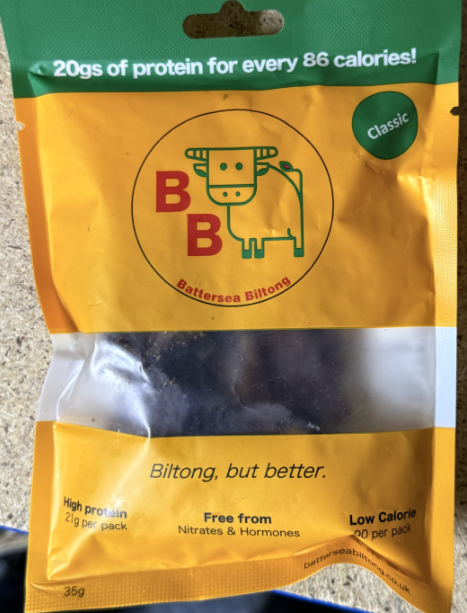 20gs of protein for every 86 calories!
Classic
B
B
Battersea Biltong
Biltong, but better.
High protein
21g per pack
Free from
Nitrates & Hormones
Low Calorie
90 per pack
batterseabiltong.co.uk
35g